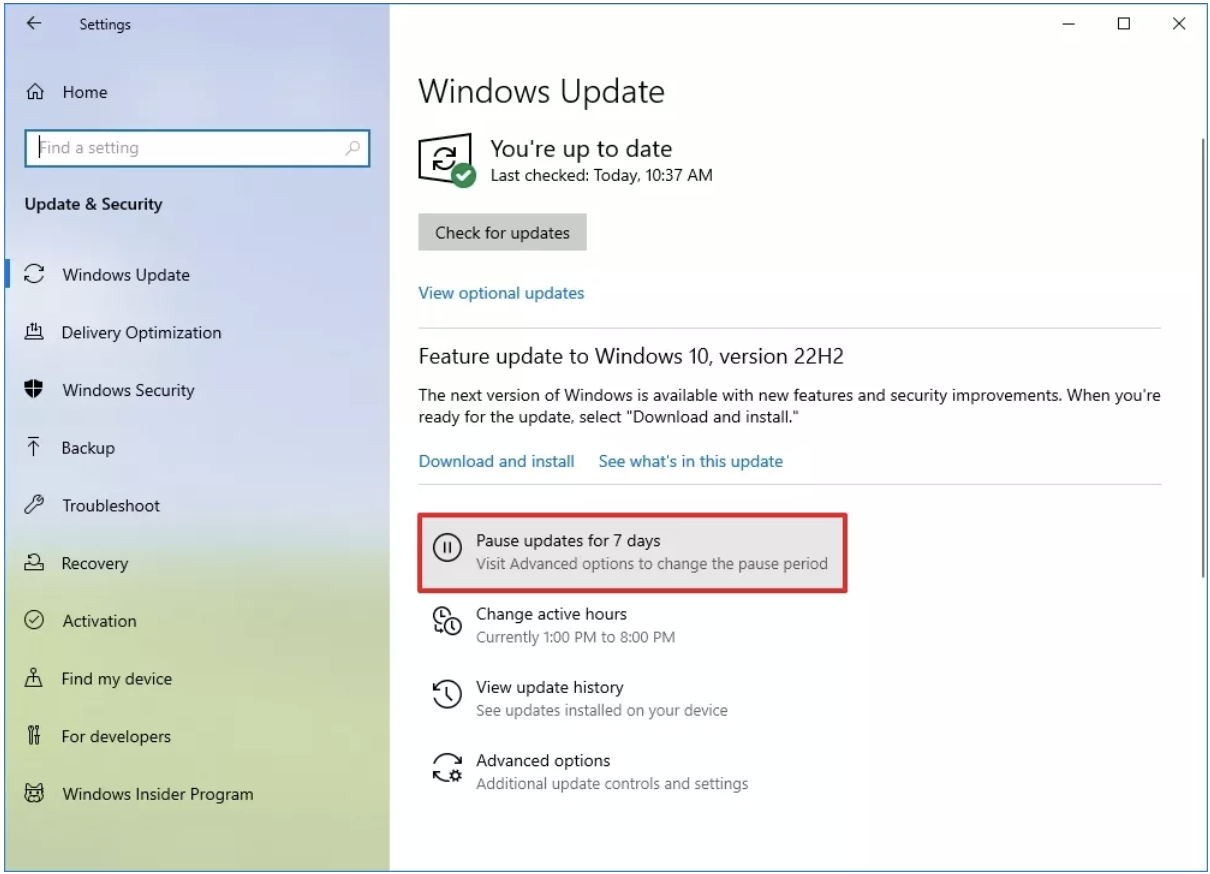 Settings
Home
Find a setting
Update & Security
Windows Update
Delivery Optimization
Windows Security
Backup
Troubleshoot
Recovery
Activation
Find my device
For developers
Windows Insider Program
Windows Update
You're up to date
Last checked: Today, 10:37 AM
Check for updates
View optional updates
Feature update to Windows 10, version 22H2
The next version of Windows is available with new features and security improvements. When you're
ready for the update, select "Download and install."
Download and install See what's in this update
Pause updates for 7 days
Visit Advanced options to change the pause period
Change active hours
Currently 1:00 PM to 8:00 PM
View update history
See updates installed on your device
Advanced options
Additional update controls and settings